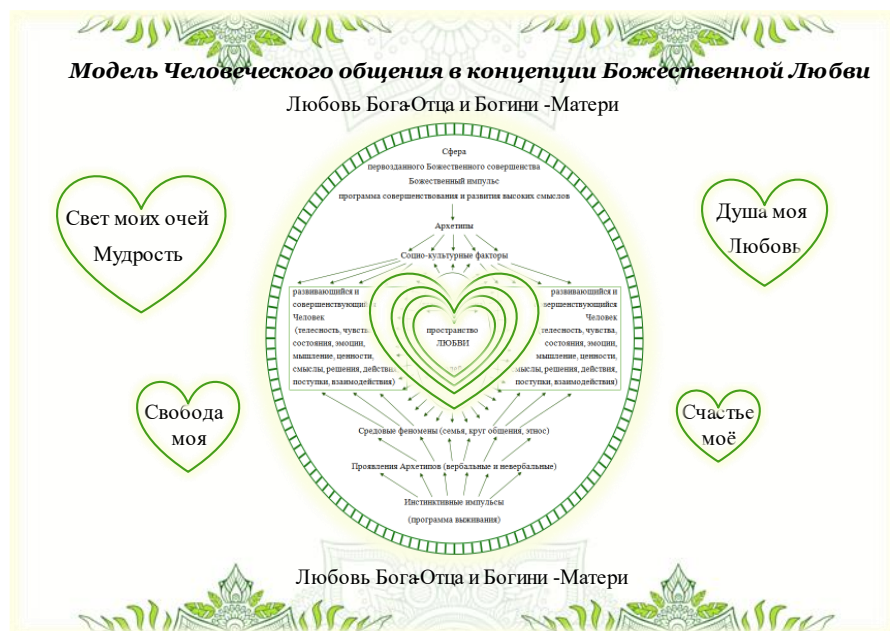 Модель Человеческого общения в концепции Божественной Любви
Любовь Бога-Отца и Богини -Матери
Сфера
первозданного Божественного совершенства
Божественный импульс
программа совершенствования и развития высоких смыслов
Архетипы
Социо-культурные факторы
Свет моих очей
Мудрость
Душа моя
Любовь
развивающийся и
совершенствующий
Человек
(телесность, чувства,
состояния, эмоции,
мышление, ценности,
смыслы, решения, действия,
поступки, взаимодействия)
пространство
ЛЮБВИ
развивающийся и
вершенствующийся
Человек
телесность, чувства,
состояния, эмоции,
мышление, ценности,
мыслы, решения, действия,
поступки, взаимодействия)
Свобода
моя
Счастье
моё
Средовые феномены (семья, круг общения, этнос)
Проявления Архетипов (вербальные и невербальные)
Инстинктивные импульсы
(программа выживания)
Любовь Бога-Отца и Богини -Матери